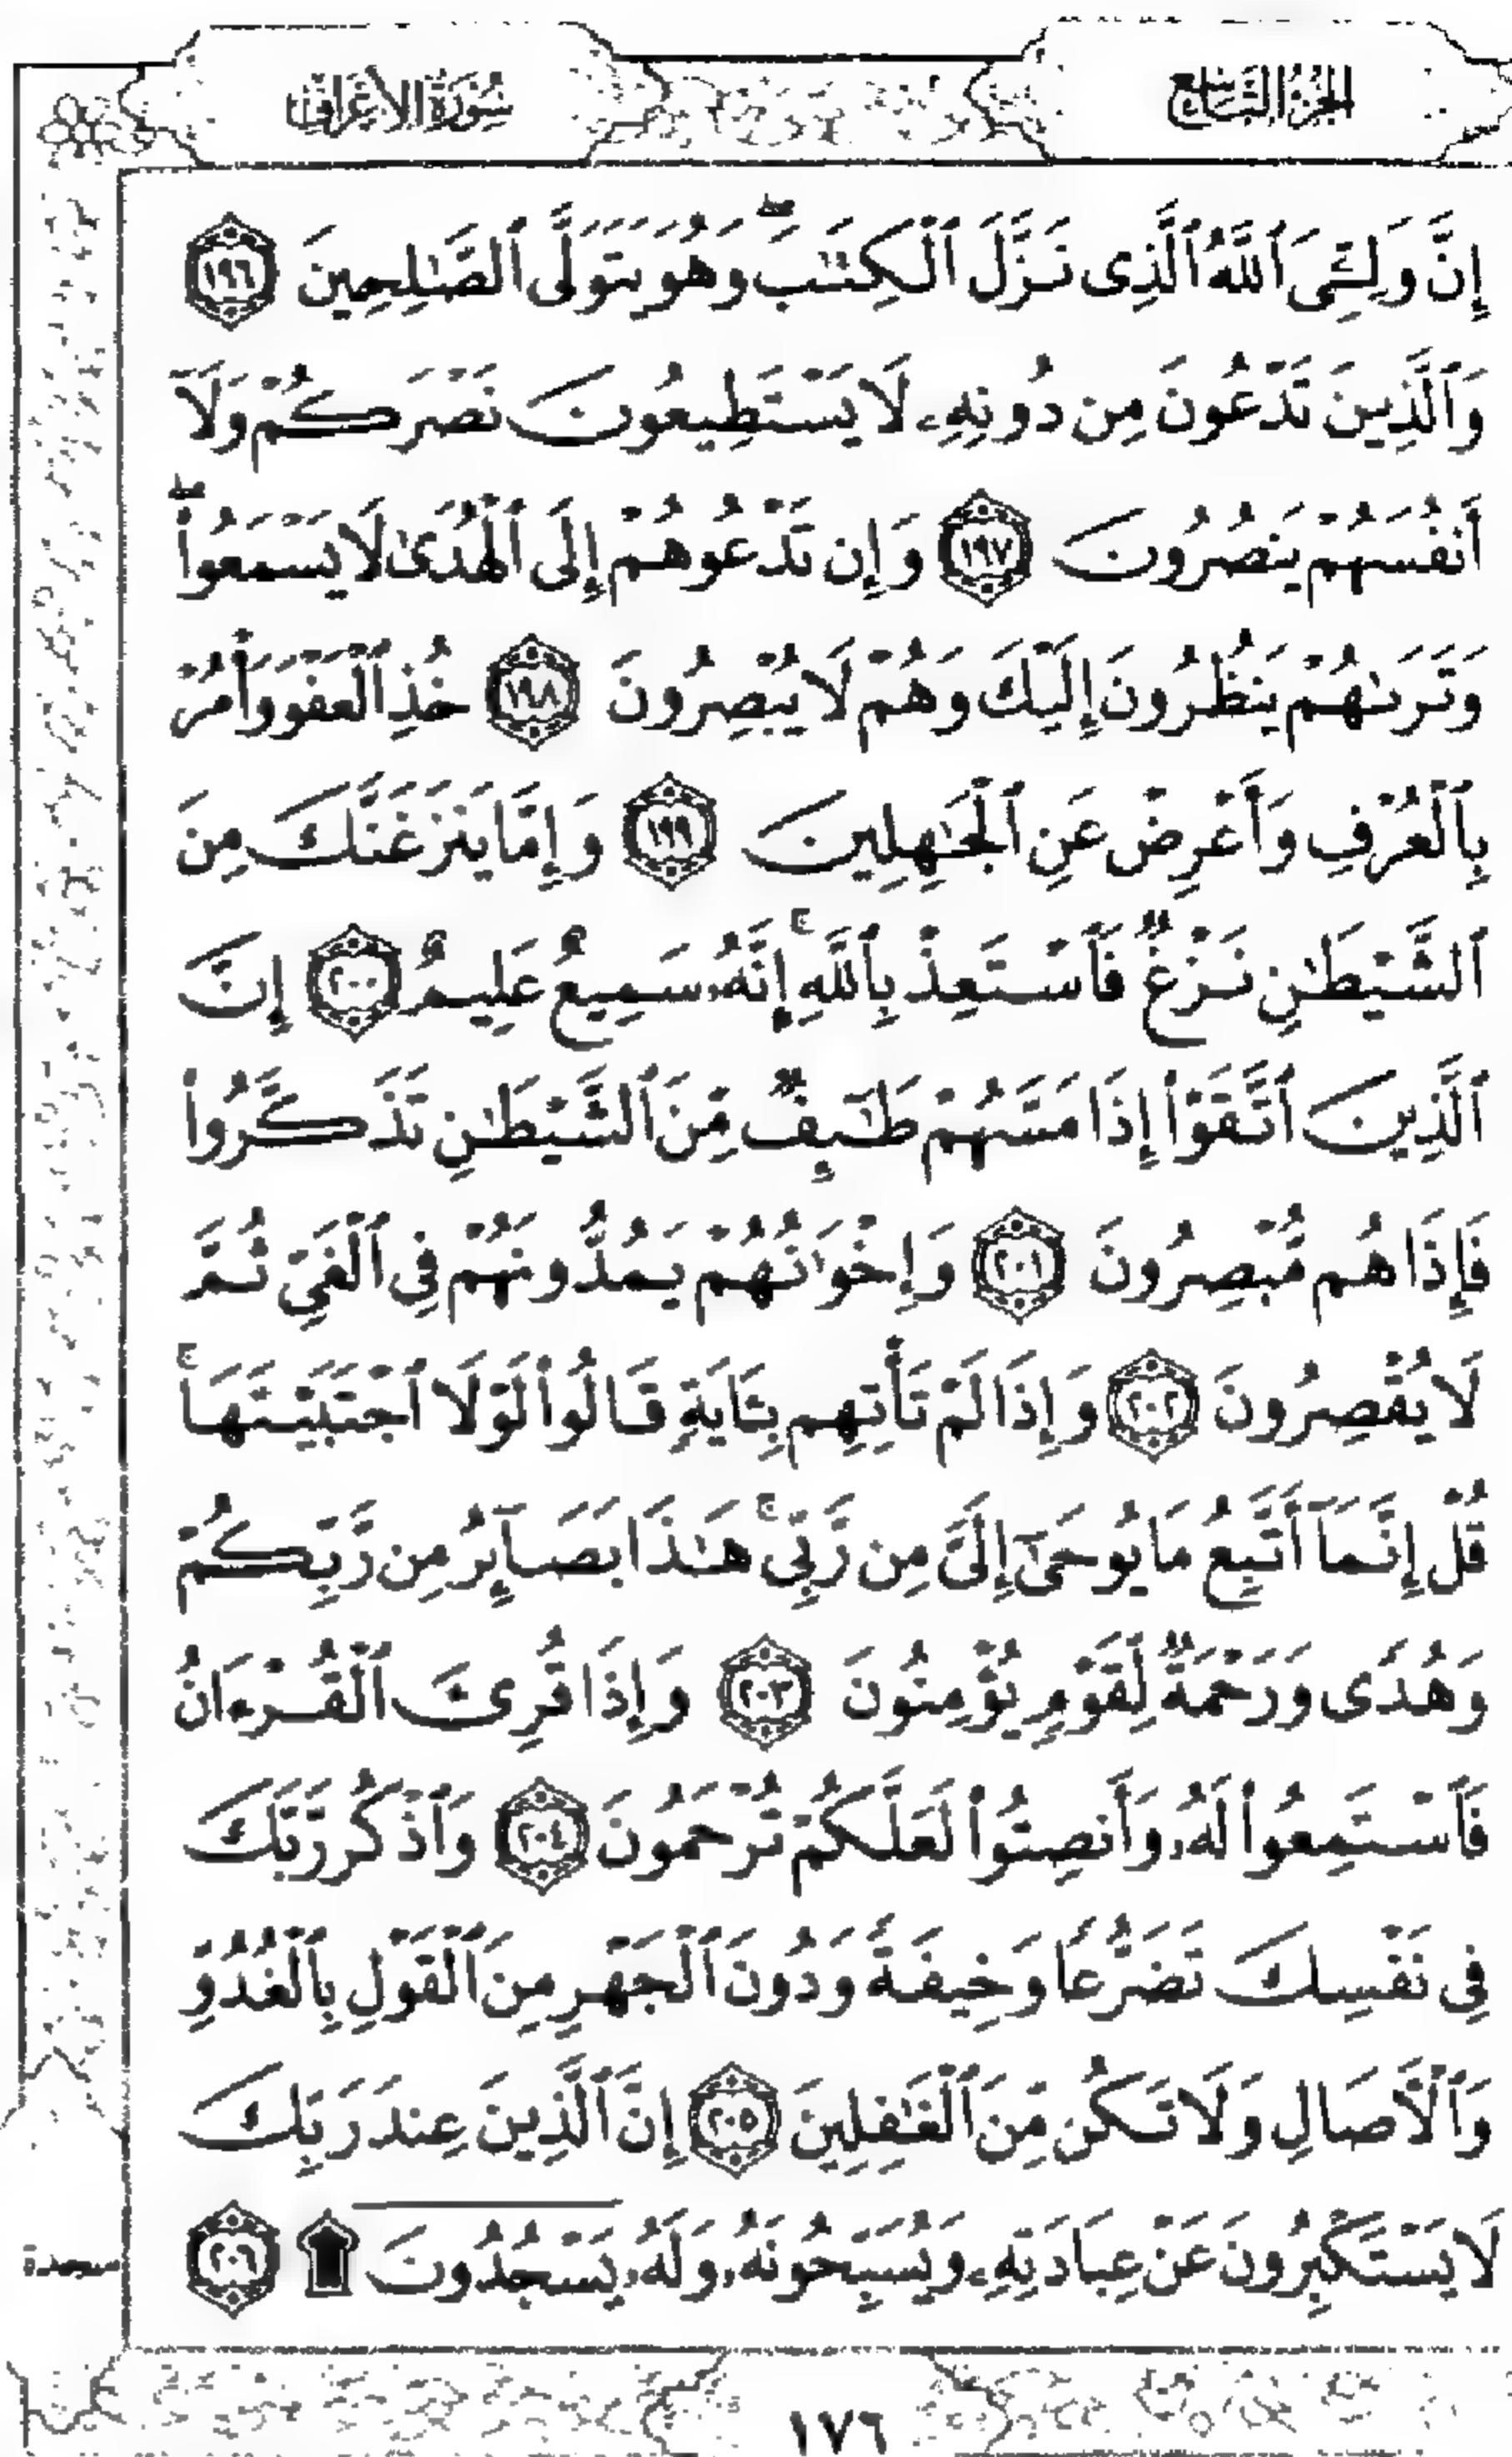 الجزء التاسع
سورة الأعراف
إِنَّ وَلِـِّۧيَ ٱللَّهُ ٱلَّذِى نَزَّلَ ٱلْكِتَٰبَ ۖ وَهُوَ يَتَوَلَّى ٱلصَّٰلِحِينَ ١٩٦
وَٱلَّذِينَ تَدْعُونَ مِن دُونِهِۦ لَا يَسْتَطِيعُونَ نَصْرَكُمْ وَلَآ
أَنفُسَهُمْ يَنصُرُونَ ١٩٧ وَإِن تَدْعُوهُمْ إِلَى ٱلْهُدَىٰ لَا يَسْمَعُوا۟ ۖ
وَتَرَىٰهُمْ يَنظُرُونَ إِلَيْكَ وَهُمْ لَا يُبْصِرُونَ ١٩٨ خُذِ ٱلْعَفْوَ وَأْمُرْ
بِٱلْعُرْفِ وَأَعْرِضْ عَنِ ٱلْجَٰهِلِينَ ١٩٩ وَإِمَّا يَنزَغَنَّكَ مِنَ
ٱلشَّيْطَٰنِ نَزْغٌ فَٱسْتَعِذْ بِٱللَّهِ ۚ إِنَّهُۥ سَمِيعٌ عَلِيمٌ ٢٠٠ إِنَّ
ٱلَّذِينَ ٱتَّقَوْا۟ إِذَا مَسَّهُمْ طَٰٓئِفٌ مِّنَ ٱلشَّيْطَٰنِ تَذَكَّرُوا۟
فَإِذَا هُم مُّبْصِرُونَ ٢٠١ وَإِخْوَٰنُهُمْ يَمُدُّونَهُمْ فِى ٱلْغَىِّ ثُمَّ
لَا يُقْصِرُونَ ٢٠٢ وَإِذَا لَمْ تَأْتِهِم بِـَٔايَةٍ قَالُوا۟ لَوْلَا ٱجْتَبَيْتَهَا ۚ
قُلْ إِنَّمَآ أَتَّبِعُ مَا يُوحَىٰٓ إِلَىَّ مِن رَّبِّى ۚ هَٰذَا بَصَآئِرُ مِن رَّبِّكُمْ
وَهُدًى وَرَحْمَةٌ لِّقَوْمٍ يُؤْمِنُونَ ٢٠٣ وَإِذَا قُرِئَ ٱلْقُرْءَانُ
فَٱسْتَمِعُوا۟ لَهُۥ وَأَنصِتُوا۟ لَعَلَّكُمْ تُرْحَمُونَ ٢٠٤ وَٱذْكُر رَّبَّكَ
فِى نَفْسِكَ تَضَرُّعًا وَخِيفَةً وَدُونَ ٱلْجَهْرِ مِنَ ٱلْقَوْلِ بِٱلْغُدُوِّ
وَٱلْـَٔاصَالِ وَلَا تَكُن مِّنَ ٱلْغَٰفِلِينَ ٢٠٥ إِنَّ ٱلَّذِينَ عِندَ رَبِّكَ
لَا يَسْتَكْبِرُونَ عَنْ عِبَادَتِهِۦ وَيُسَبِّحُونَهُۥ وَلَهُۥ يَسْجُدُونَ ۩ ٢٠٦
سجدة
١٧٦